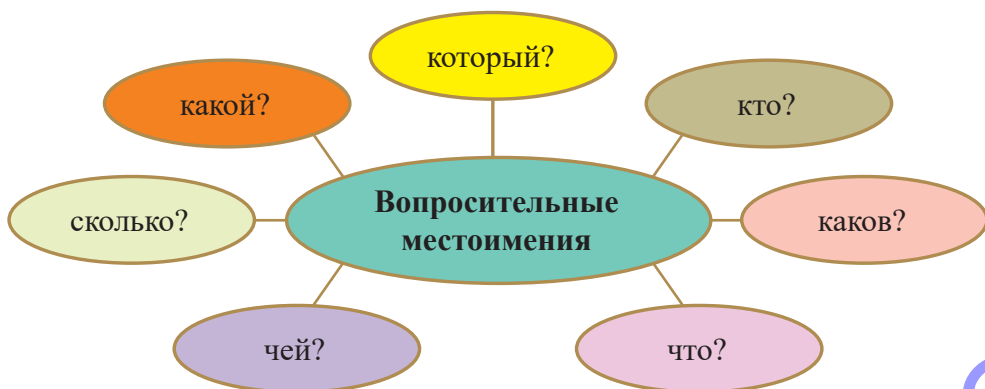 который?
какой?
кто?
Вопросительные
местоимения
сколько?
каков?
чей?
что?